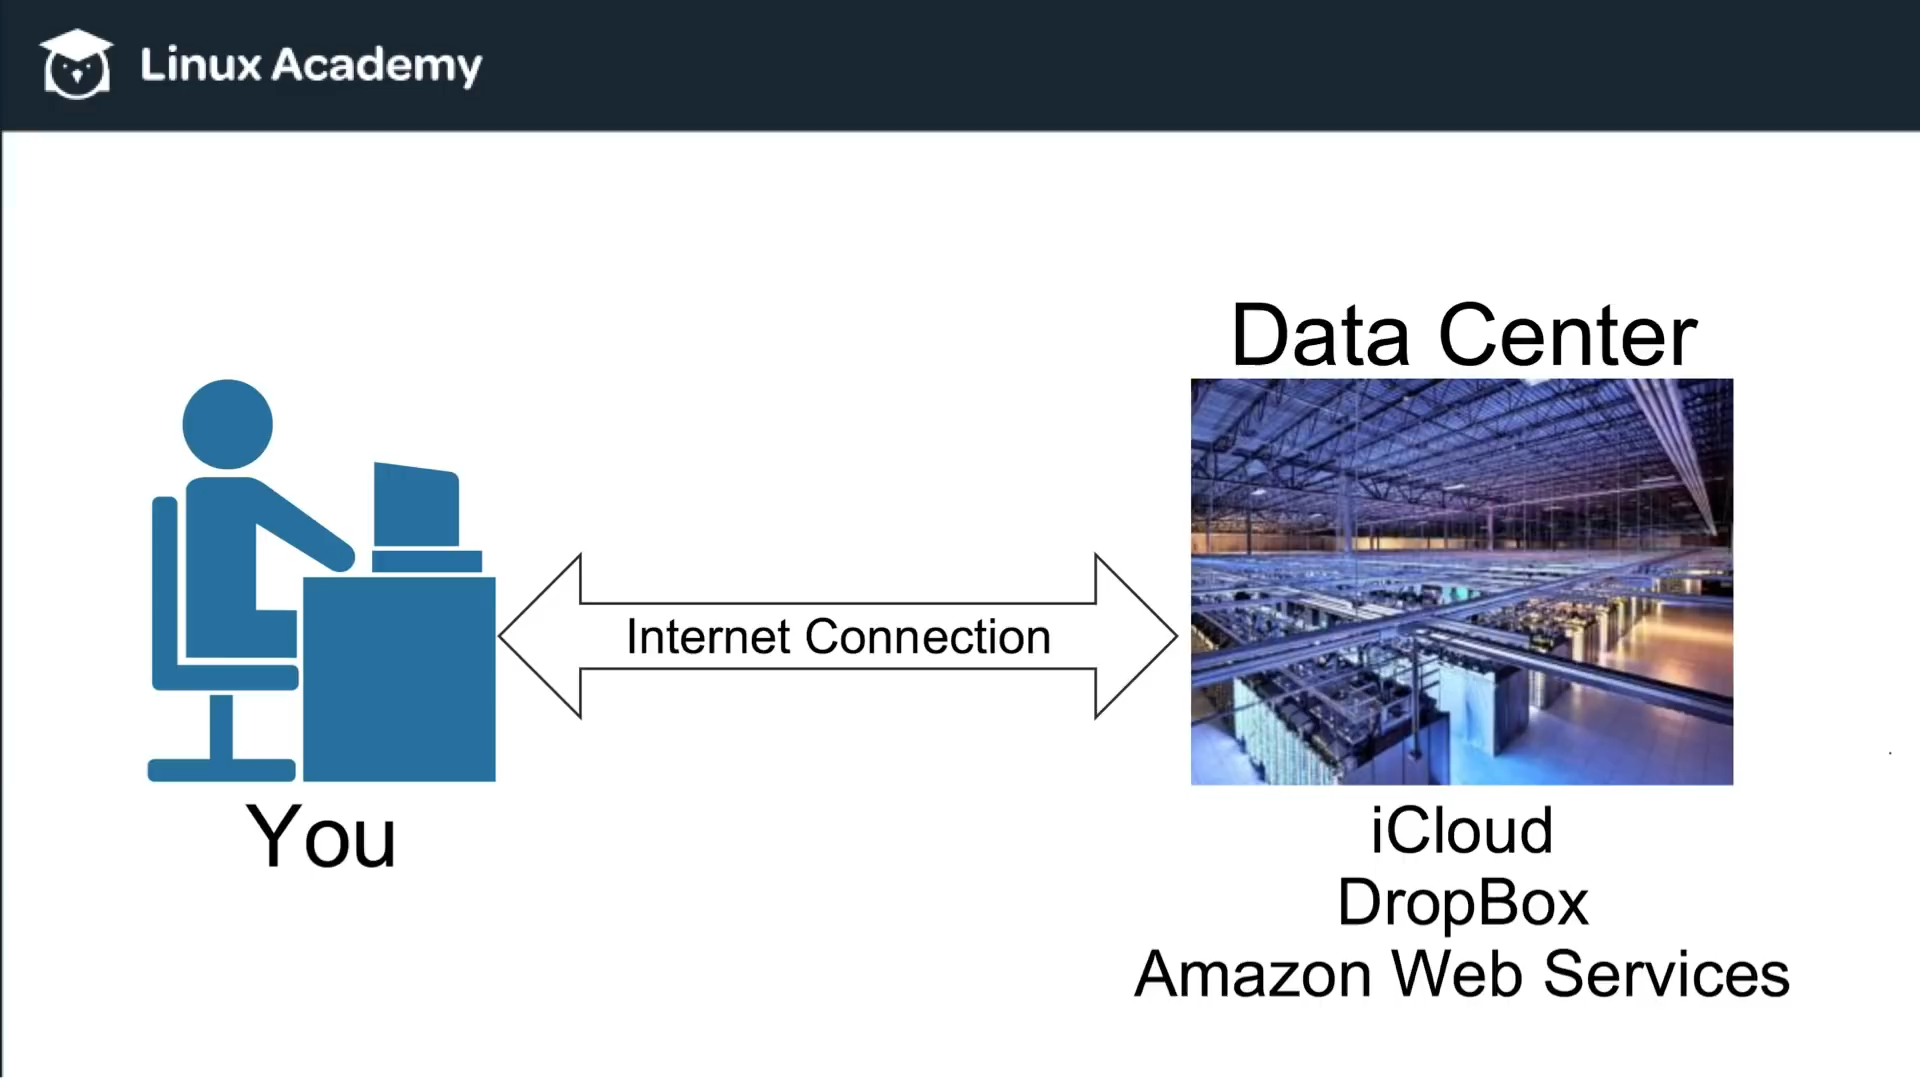 Linux Academy
Data Center
Internet Connection
You
iCloud
DropBox
Amazon Web Services